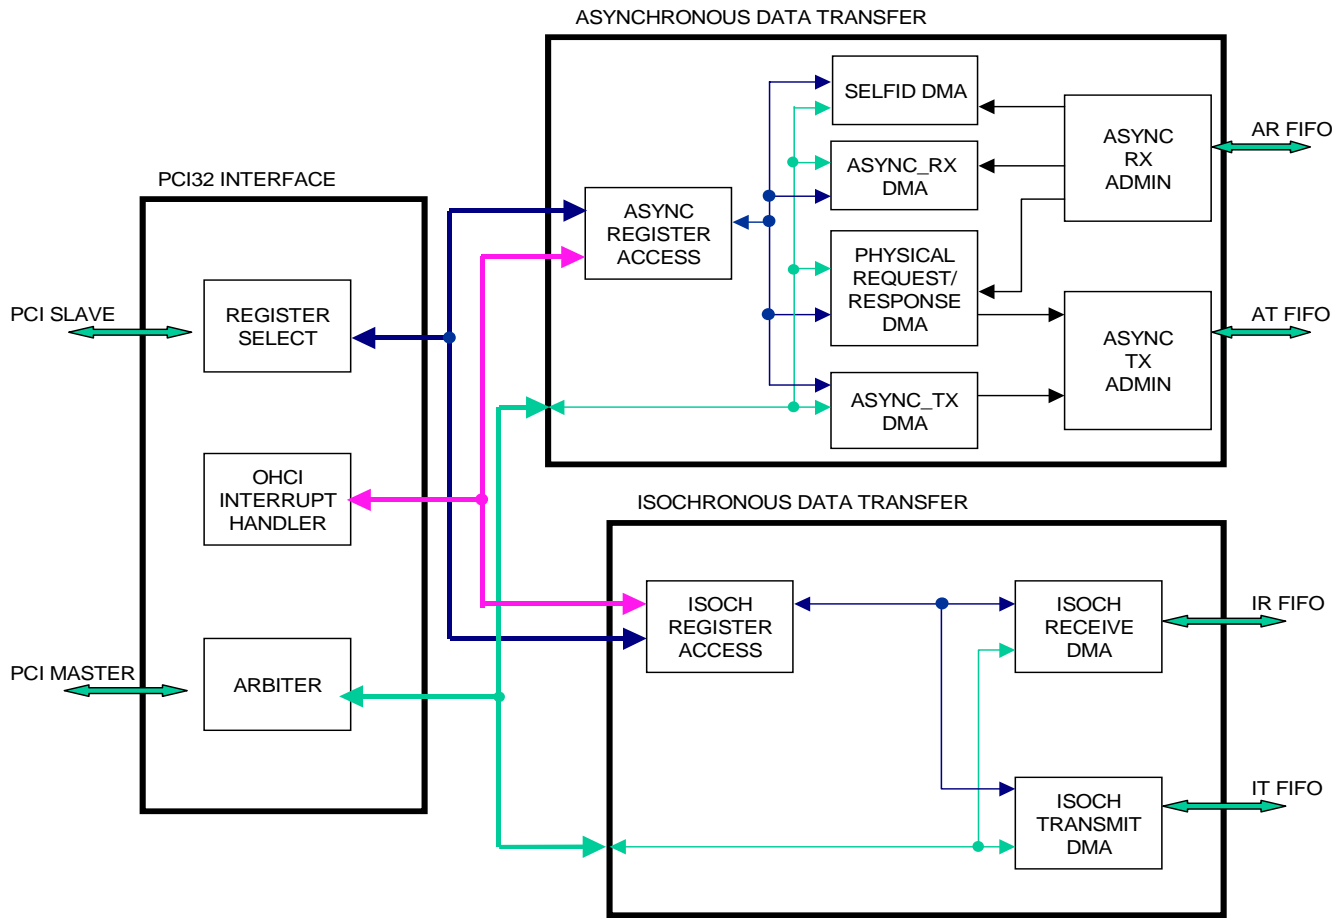 ASYNCHRONOUS DATA TRANSFER
SELFID DMA
ASYNC
RX
ADMIN
AR FIFO
ASYNC_RX
DMA
PCI32 INTERFACE
ASYNC
REGISTER
ACCESS
PHYSICAL
REQUEST/
RESPONSE
DMA
PCI SLAVE
REGISTER
SELECT
ASYNC
TX
ADMIN
AT FIFO
ASYNC_TX
DMA
OHCI
INTERRUPT
HANDLER
ISOCHRONOUS DATA TRANSFER
ISOCH
REGISTER
ACCESS
ISOCH
RECEIVE
DMA
IR FIFO
PCI MASTER
ARBITER
ISOCH
TRANSMIT
DMA
IT FIFO